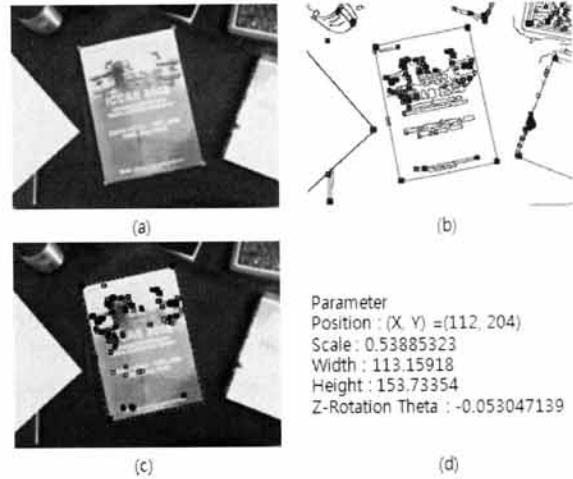 (a)
(b)
(c)
Parameter
Position : (X, Y) =(112, 204)
Scale : 0.53885323
Width : 113.15918
Height : 153.73354
Z-Rotation Theta : -0.053047139
(d)